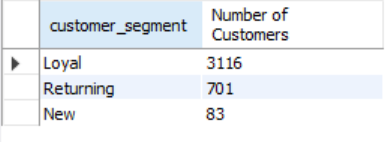 customer_segment Number of
Customers
Loyal 3116
Returning 701
New 83